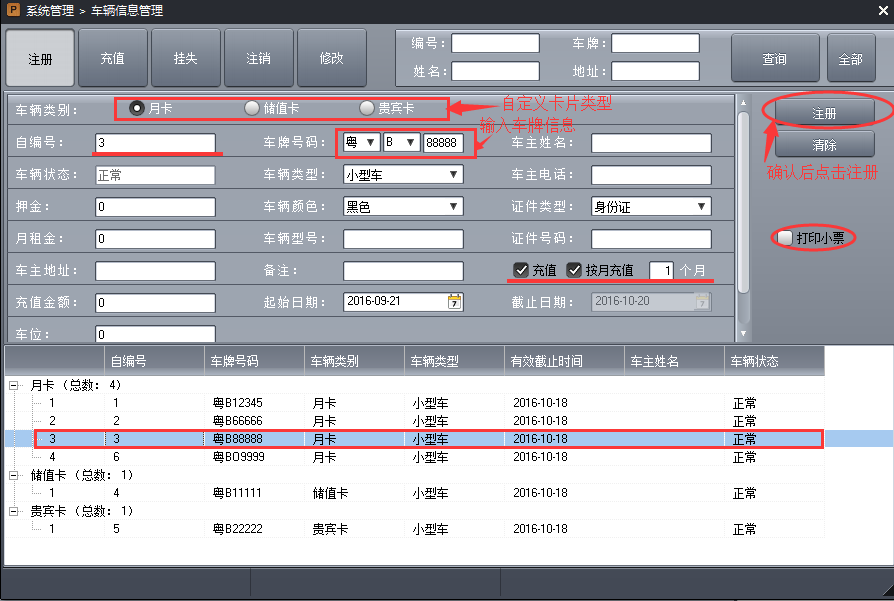 P 系统管理 > 车辆信息管理
注册 充值 挂失 注销 修改
编号: 车牌: 查询 全部
姓名: 地址:
车辆类别: 月卡 储值卡 贵宾卡 自定义卡片类型 注册
输入车牌信息
自编号: 3 车牌号码: 粤 B 88888 车主姓名: 清除
车辆状态: 正常 车辆类型: 小型车 车主电话: 确认后点击注册
押金: 0 车辆颜色: 黑色 证件类型: 身份证
月租金: 0 车辆型号: 证件号码: 打印小票
车主地址: 备注: 充值 按月充值 1 个月
充值金额: 0 起始日期: 2016-09-21 截止日期: 2016-10-20
车位: 0
自编号 车牌号码 车辆类别 车辆类型 有效截止时间 车主姓名 车辆状态
月卡 (总数: 4)
1 1 粤B12345 月卡 小型车 2016-10-18 正常
2 2 粤B66666 月卡 小型车 2016-10-18 正常
3 3 粤B88888 月卡 小型车 2016-10-18 正常
4 6 粤BO9999 月卡 小型车 2016-10-18 正常
储值卡 (总数: 1)
1 4 粤B11111 储值卡 小型车 2016-10-18 正常
贵宾卡 (总数: 1)
1 5 粤B22222 贵宾卡 小型车 2016-10-18 正常